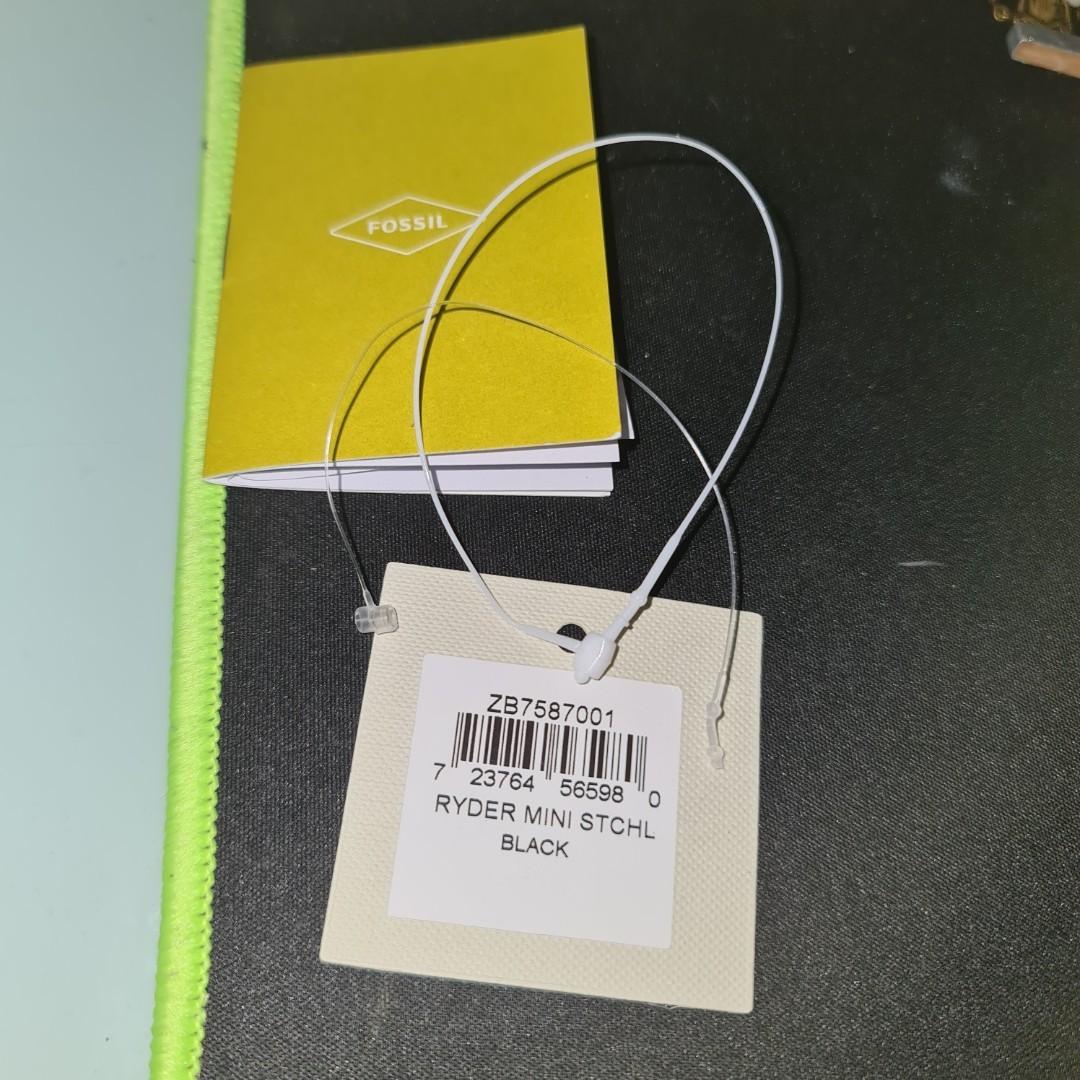 FOSSIL
ZB7587001
7 23764 56598 0
RYDER MINI STCHL
BLACK